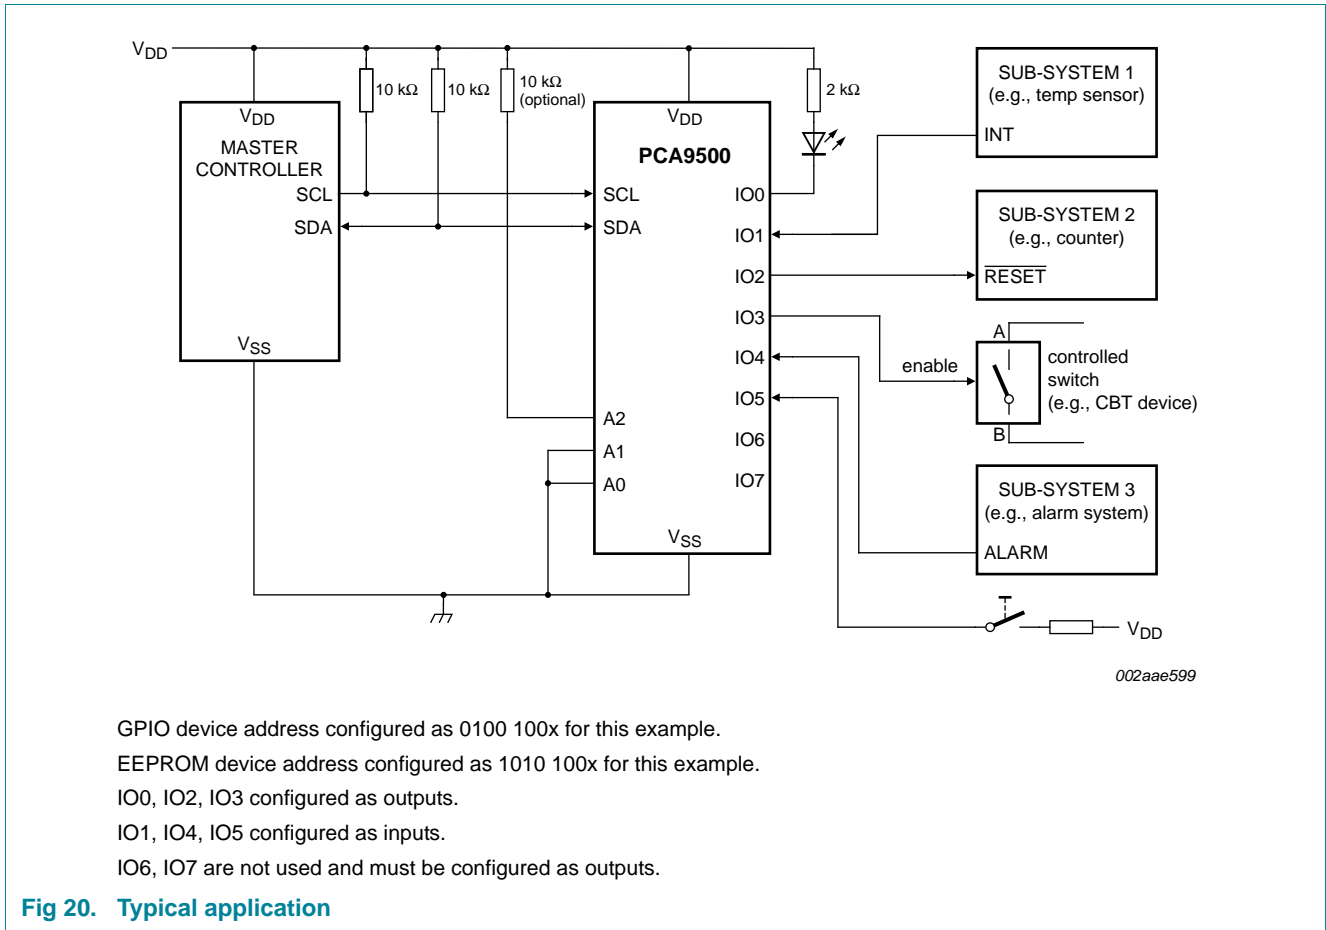 VDD
10 kΩ
10 kΩ
10 kΩ
(optional)
2 kΩ
VDD
MASTER
CONTROLLER
SCL
SDA
VSS
VDD
PCA9500
SCL
SDA
A2
A1
A0
VSS
IO0
IO1
IO2
IO3
IO4
IO5
IO6
IO7
SUB-SYSTEM 1
(e.g., temp sensor)
INT
SUB-SYSTEM 2
(e.g., counter)
RESET
A
enable
controlled
switch
(e.g., CBT device)
B
SUB-SYSTEM 3
(e.g., alarm system)
ALARM
VDD
002aae599
GPIO device address configured as 0100 100x for this example.
EEPROM device address configured as 1010 100x for this example.
IO0, IO2, IO3 configured as outputs.
IO1, IO4, IO5 configured as inputs.
IO6, IO7 are not used and must be configured as outputs.
Fig 20. Typical application